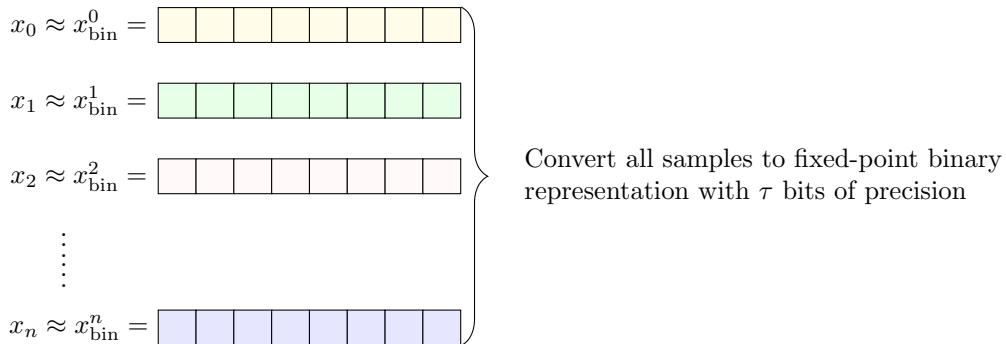 x_0 ≈ x_bin^0 =
x_1 ≈ x_bin^1 =
x_2 ≈ x_bin^2 =
Convert all samples to fixed-point binary
representation with τ bits of precision
x_n ≈ x_bin^n =